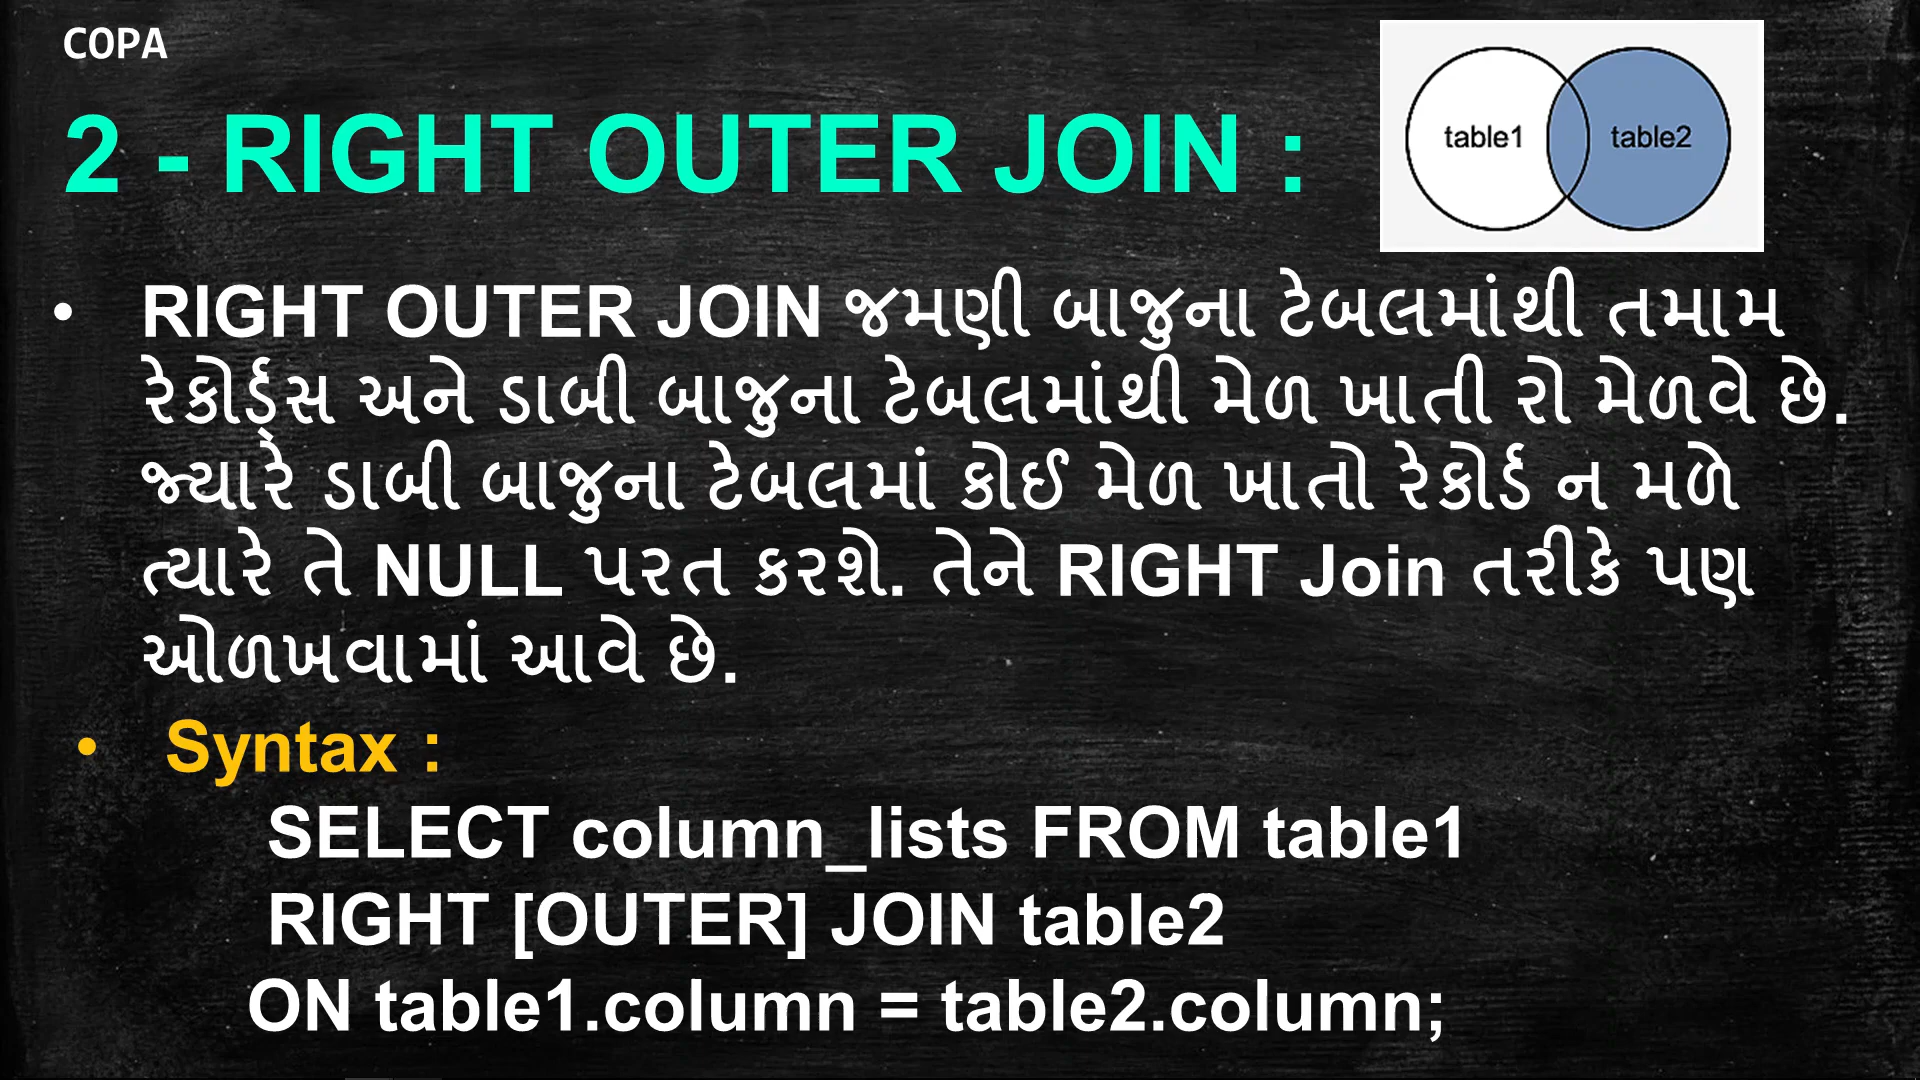 COPA
2 - RIGHT OUTER JOIN :
table1
table2
• RIGHT OUTER JOIN જમણી બાજુના ટેબલમાંથી તમામ
રેકોર્ડ્સ અને ડાબી બાજુના ટેબલમાંથી મેળ ખાતી રો મેળવે છે.
જ્યારે ડાબી બાજુના ટેબલમાં કોઈ મેળ ખાતો રેકોર્ડ ન મળે
ત્યારે તે NULL પરત કરશે. તેને RIGHT Join તરીકે પણ
ઓળખવામાં આવે છે.
• Syntax :
SELECT column_lists FROM table1
RIGHT [OUTER] JOIN table2
ON table1.column = table2.column;